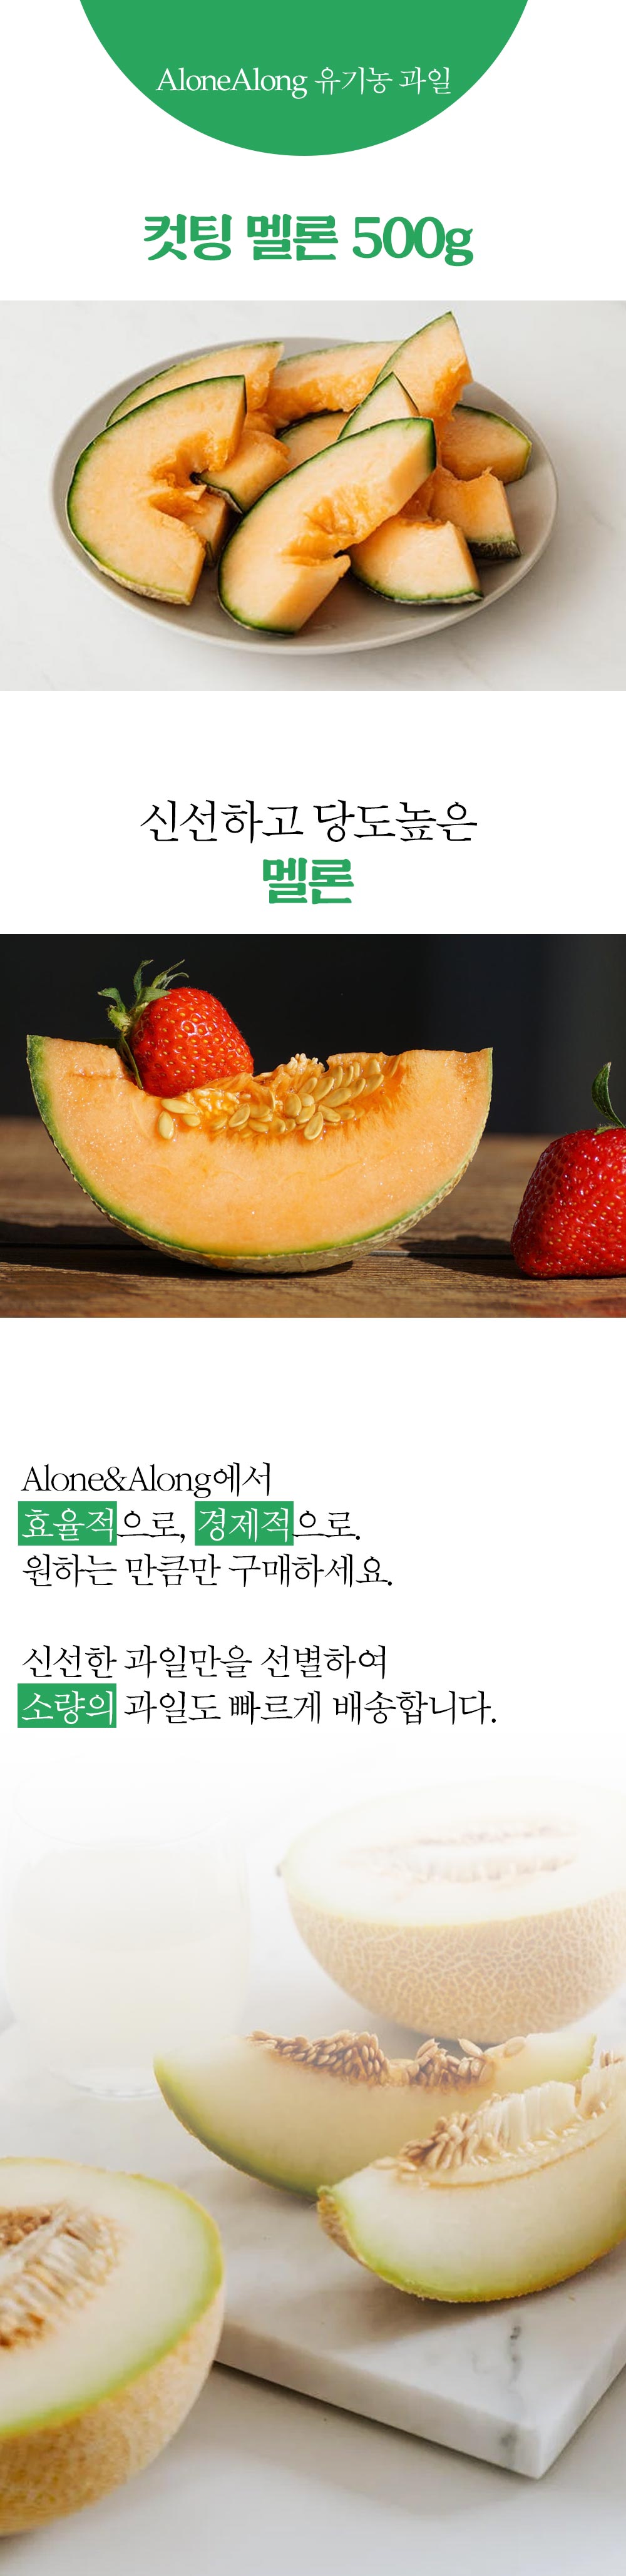 AloneAlong 유기농 과일
컷팅 멜론 500g
신선하고 당도높은
멜론
Alone&Along에서
효율적으로, 경제적으로.
원하는 만큼만 구매하세요.
신선한 과일만을 선별하여
소량의 과일도 빠르게 배송합니다.